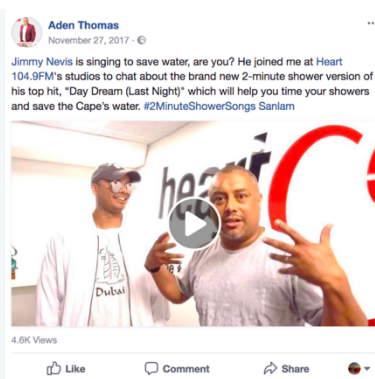 Aden Thomas
November 27, 2017 ·
Jimmy Nevis is singing to save water, are you? He joined me at Heart
104.9FM's studios to chat about the brand new 2-minute shower version of
his top hit, "Day Dream (Last Night)" which will help you time your showers
and save the Cape's water. #2MinuteShowerSongs Sanlam
heart
Dubai
4.6K Views
Like Comment Share